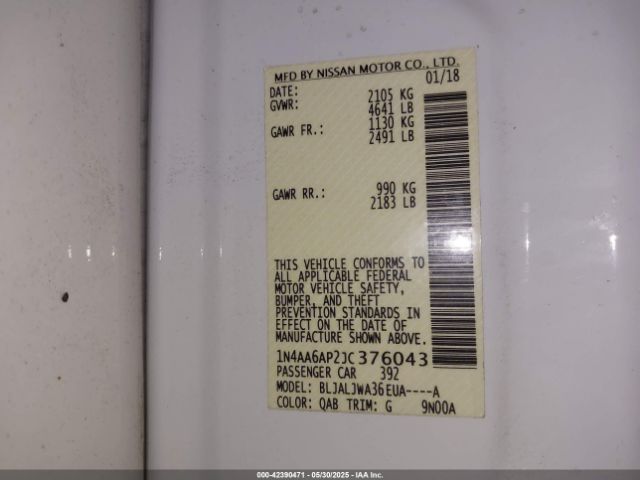 MFD BY NISSAN MOTOR CO., LTD.
DATE: 01/18
GVWR: 2105 KG
4641 LB
GAWR FR.: 1130 KG
2491 LB
GAWR RR.: 990 KG
2183 LB
THIS VEHICLE CONFORMS TO
ALL APPLICABLE FEDERAL
MOTOR VEHICLE SAFETY,
BUMPER, AND THEFT
PREVENTION STANDARDS IN
EFFECT ON THE DATE OF
MANUFACTURE SHOWN ABOVE.
1N4AA6AP2JC376043
PASSENGER CAR 392
MODEL: BLJALJWA36EUA----A
COLOR: QAB TRIM: G 9N00A
000-42390471 - 05/30/2025 - IAA Inc.